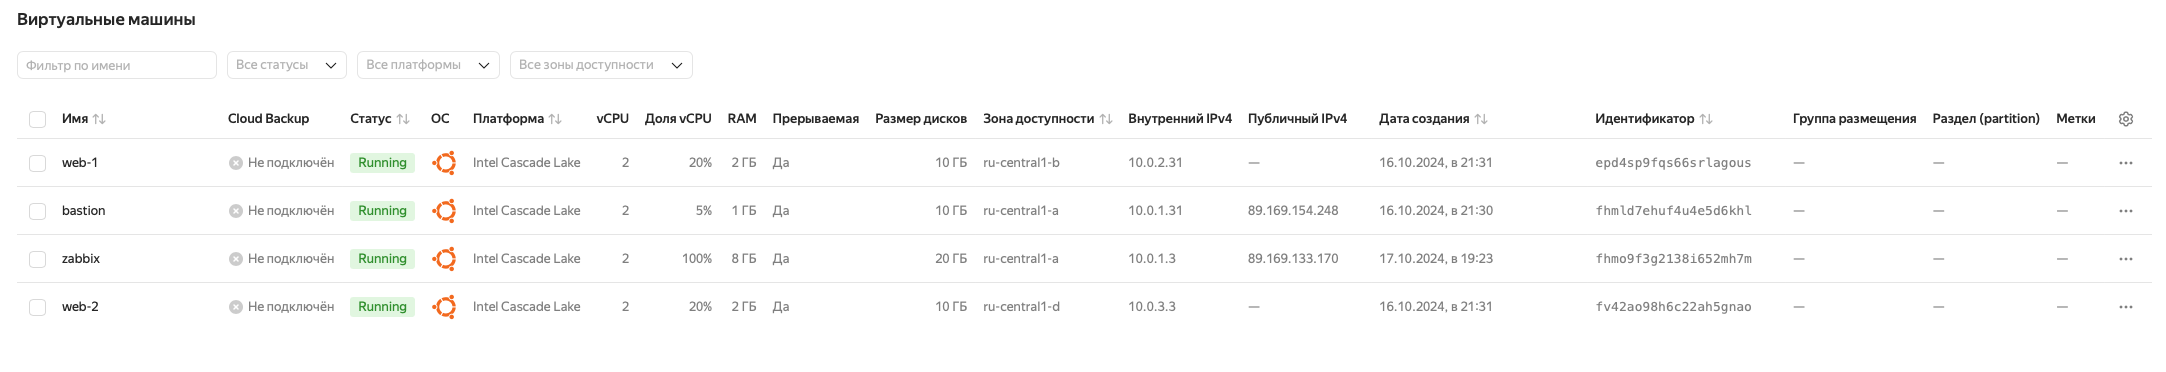 Виртуальные машины
Фильтр по имени Все статусы Все платформы Все зоны доступности
Имя Cloud Backup Статус ОС Платформа vCPU Доля vCPU RAM Прерываемая Размер дисков Зона доступности Внутренний IPv4 Публичный IPv4 Дата создания Идентификатор Группа размещения Раздел (partition) Метки
web-1 Не подключён Running Intel Cascade Lake 2 20% 2 ГБ Да 10 ГБ ru-central1-b 10.0.2.31 — 16.10.2024, в 21:31 epd4sp9fqs66srlagous — — — ...
bastion Не подключён Running Intel Cascade Lake 2 5% 1 ГБ Да 10 ГБ ru-central1-a 10.0.1.31 89.169.154.248 16.10.2024, в 21:30 fhmld7ehuf4u4e5d6khl — — — ...
zabbix Не подключён Running Intel Cascade Lake 2 100% 8 ГБ Да 20 ГБ ru-central1-a 10.0.1.3 89.169.133.170 17.10.2024, в 19:23 fhmo9f3g2138i652mh7m — — — ...
web-2 Не подключён Running Intel Cascade Lake 2 20% 2 ГБ Да 10 ГБ ru-central1-d 10.0.3.3 — 16.10.2024, в 21:31 fv42ao98h6c22ah5gnao — — — ...